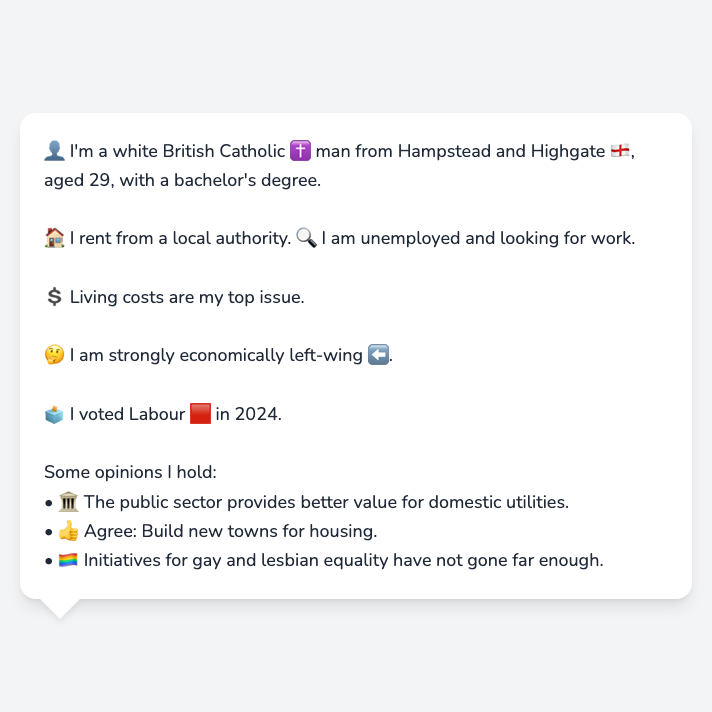 👤 I'm a white British Catholic ✝️ man from Hampstead and Highgate 🏴󠁧󠁢󠁥󠁮󠁧󠁿,
aged 29, with a bachelor's degree.
🏠 I rent from a local authority. 🔍 I am unemployed and looking for work.
💲 Living costs are my top issue.
🤔 I am strongly economically left-wing ⬅️.
🗳️ I voted Labour 🟥 in 2024.
Some opinions I hold:
• 🏛️ The public sector provides better value for domestic utilities.
• 👍 Agree: Build new towns for housing.
• 🏳️‍🌈 Initiatives for gay and lesbian equality have not gone far enough.